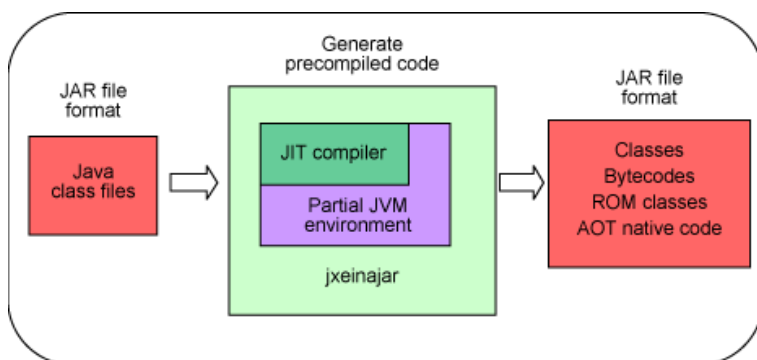 JAR file
format
Java
class files
Generate
precompiled code
JIT compiler
Partial JVM
environment
jxeinajar
JAR file
format
Classes
Bytecodes
ROM classes
AOT native code